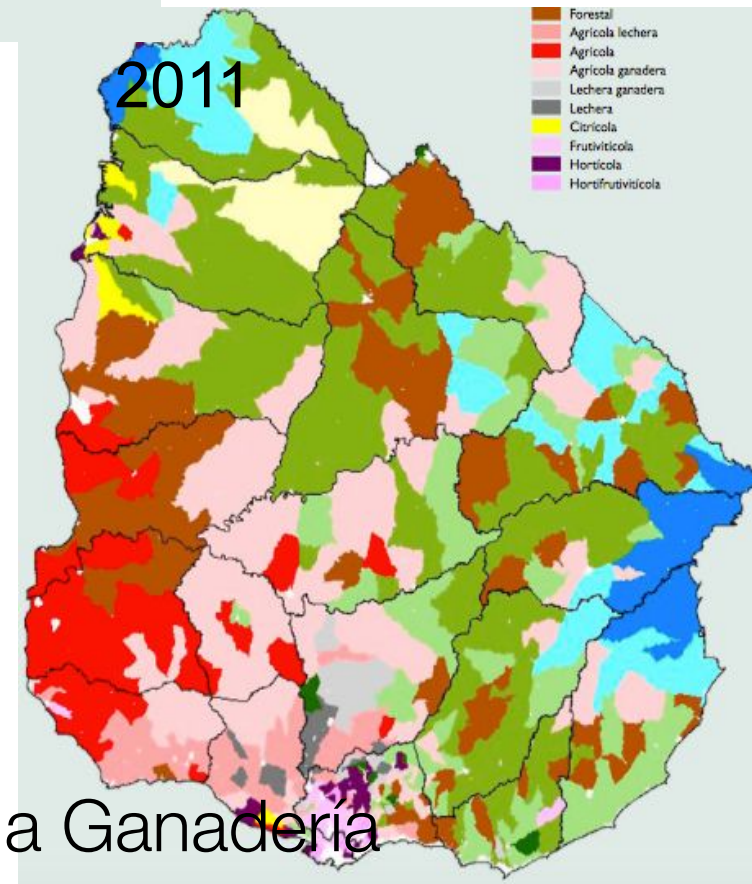 2011
Forestal
Agrícola lechera
Agrícola
Agrícola ganadera
Lechera ganadera
Lechera
Citrícola
Frutivitícola
Hortícola
Hortifrutivitícola
a Ganadería